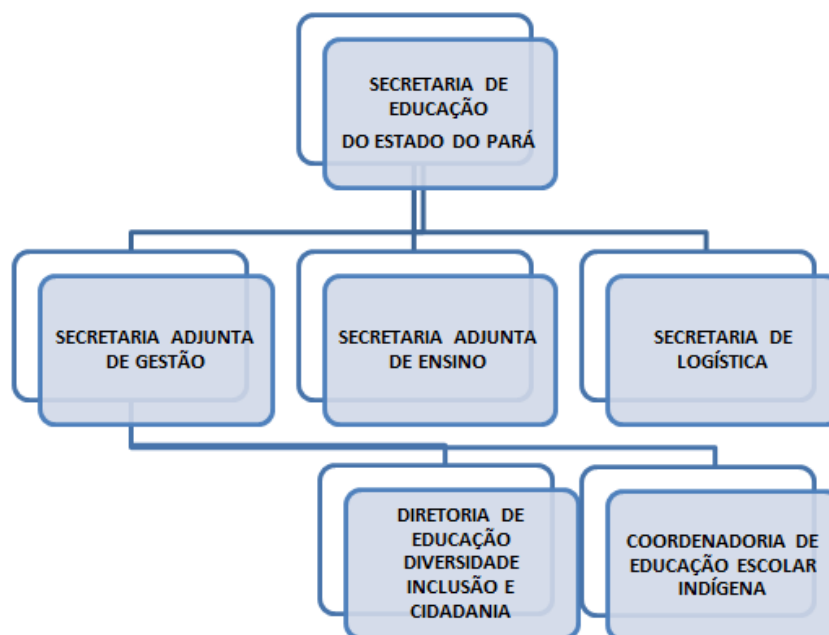 SECRETARIA DE
EDUCAÇÃO
DO ESTADO DO PARÁ
SECRETARIA ADJUNTA
DE GESTÃO
SECRETARIA ADJUNTA
DE ENSINO
SECRETARIA DE
LOGÍSTICA
DIRETORIA DE
EDUCAÇÃO
DIVERSIDADE
INCLUSÃO E
CIDADANIA
COORDENADORIA DE
EDUCAÇÃO ESCOLAR
INDÍGENA